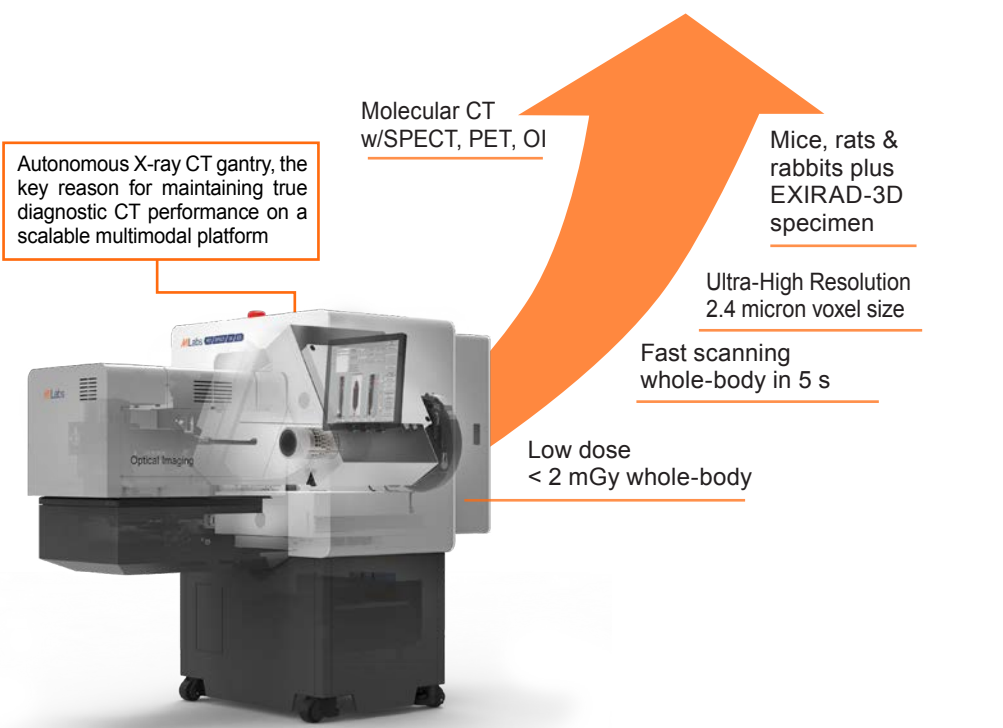 Molecular CT
w/SPECT, PET, OI
Autonomous X-ray CT gantry, the
key reason for maintaining true
diagnostic CT performance on a
scalable multimodal platform
Mice, rats &
rabbits plus
EXIRAD-3D
specimen
Ultra-High Resolution
2.4 micron voxel size
Fast scanning
whole-body in 5 s
Low dose
< 2 mGy whole-body
MILabs
MILabs
Optical Imaging